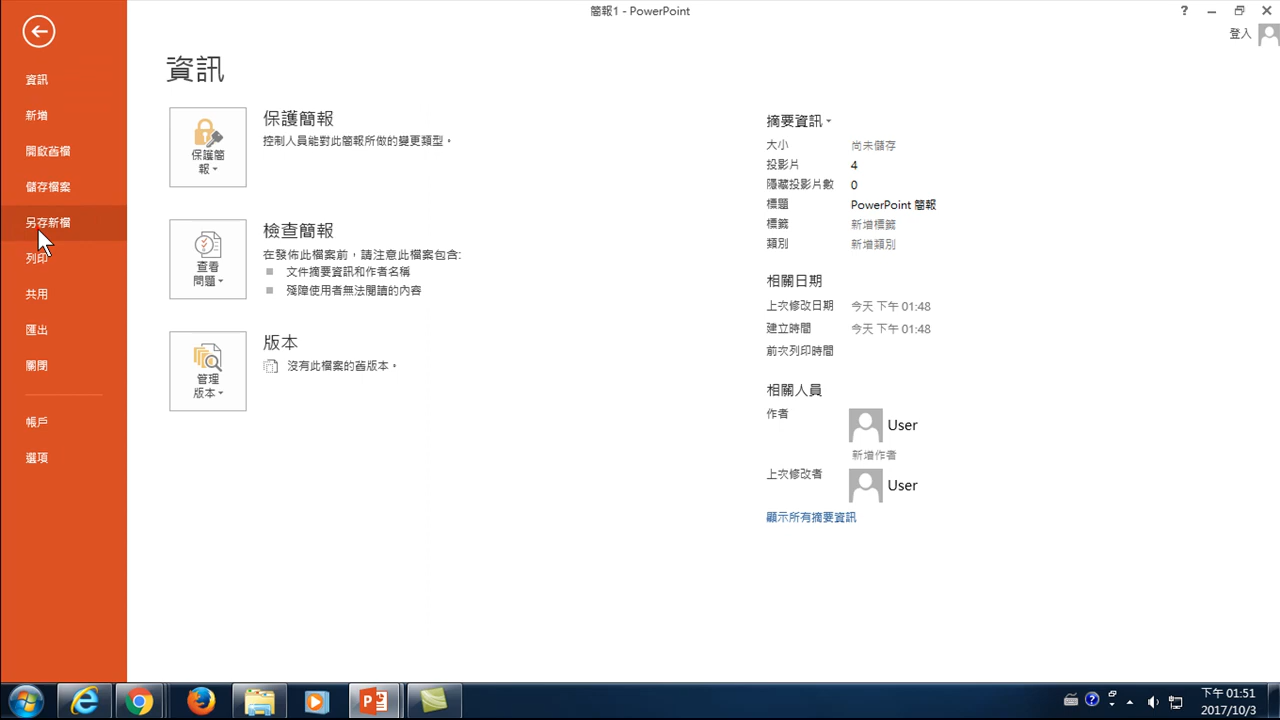 簡報1 - PowerPoint
?
登入
資訊
新增
開啟舊檔
儲存檔案
另存新檔
列印
共用
匯出
關閉
帳戶
選項
資訊
保護簡報
保護簡報
控制人員能對此簡報所做的變更類型。
查看問題
檢查簡報
在發佈此檔案前，請注意此檔案包含:
文件摘要資訊和作者名稱
殘障使用者無法閱讀的內容
管理版本
版本
沒有此檔案的舊版本。
摘要資訊
大小 尚未儲存
投影片 4
隱藏投影片數 0
標題 PowerPoint 簡報
標籤 新增標籤
類別 新增類別
相關日期
上次修改日期 今天 下午 01:48
建立時間 今天 下午 01:48
前次列印時間
相關人員
作者 User
新增作者
上次修改者 User
顯示所有摘要資訊
下午 01:51
2017/10/3